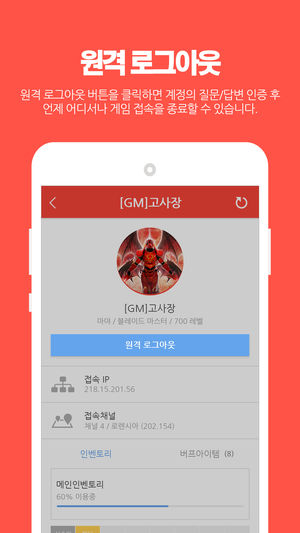 원격 로그아웃
원격 로그아웃 버튼을 클릭하면 계정의 질문/답변 인증 후
언제 어디서나 게임 접속을 종료할 수 있습니다.
[GM]고사장
[GM]고사장
마야 / 블레이드 마스터 / 700 레벨
원격 로그아웃
접속 IP
218.15.201.56
접속채널
채널 4 / 로렌시아 (202.154)
인벤토리 버프아이템 (8)
메인인벤토리
60% 이용중